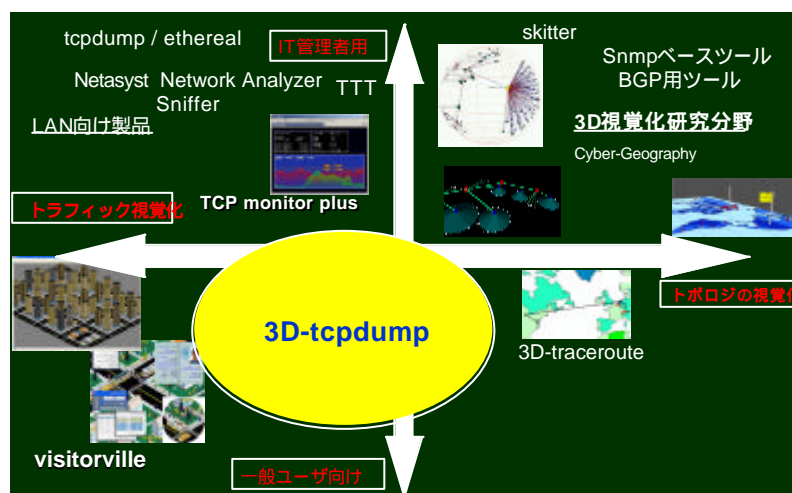 tcpdump / ethereal
IT管理者用
skitter
Snmpベースツール
BGP用ツール
Netasyst Network Analyzer
TTT
Sniffer
LAN向け製品
3D視覚化研究分野
Cyber-Geography
トラフィック視覚化
TCP monitor plus
トポロジの視覚化
3D-tcpdump
3D-traceroute
visitorville
一般ユーザ向け